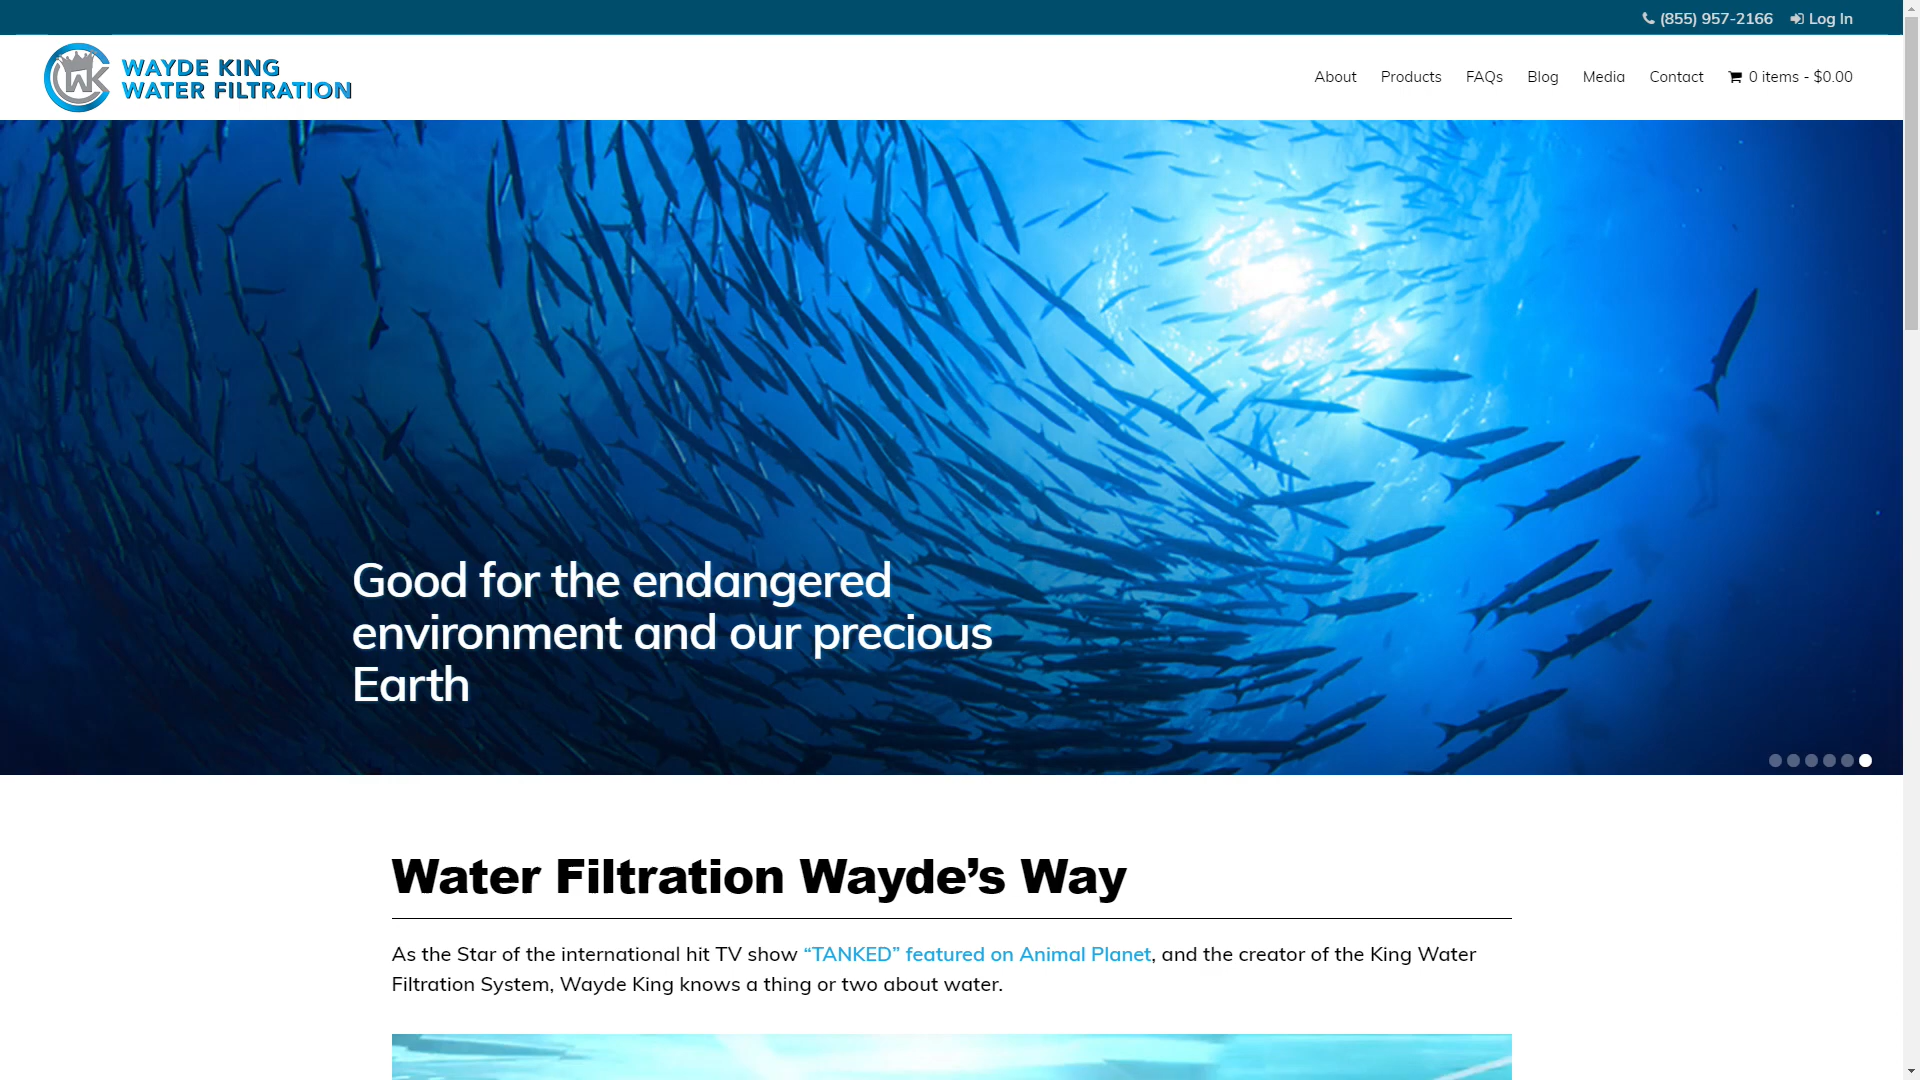 (855) 957-2166 Log In
WAYDE KING
WATER FILTRATION
About Products FAQs Blog Media Contact 0 items - $0.00
Good for the endangered
environment and our precious
Earth
Water Filtration Wayde’s Way
As the Star of the international hit TV show “TANKED” featured on Animal Planet, and the creator of the King Water
Filtration System, Wayde King knows a thing or two about water.